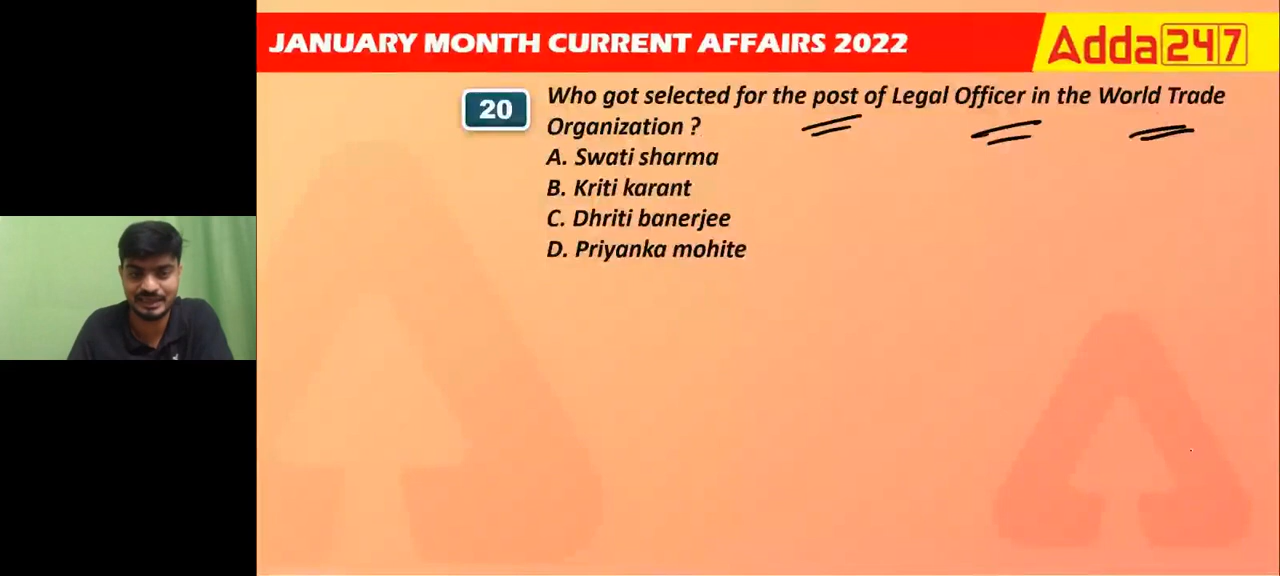 JANUARY MONTH CURRENT AFFAIRS 2022
Adda247
20
Who got selected for the post of Legal Officer in the World Trade
Organization ?
A. Swati sharma
B. Kriti karant
C. Dhriti banerjee
D. Priyanka mohite